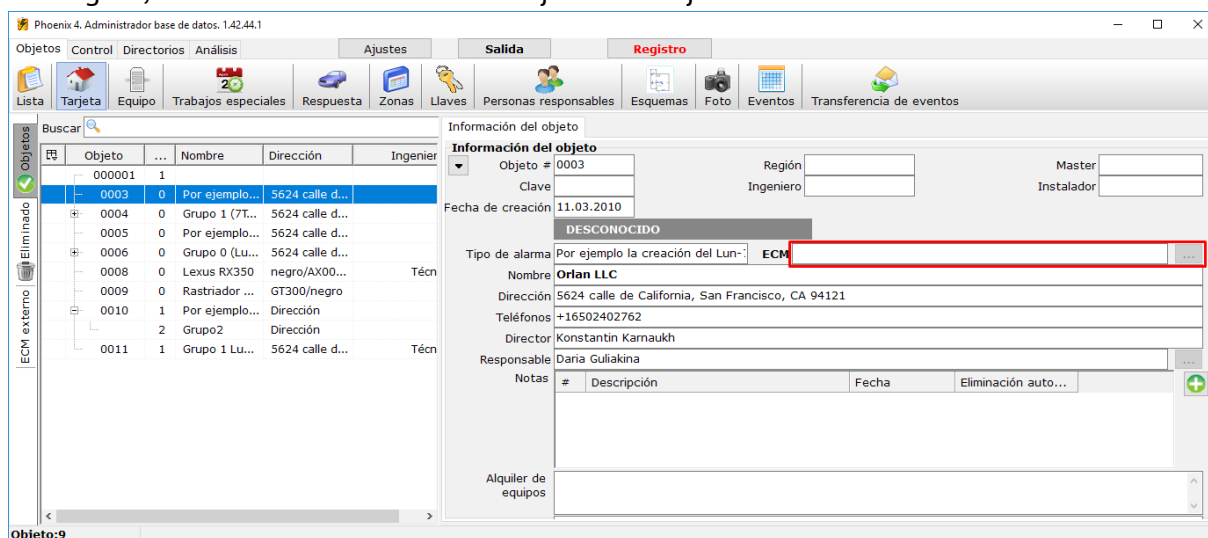 Phoenix 4. Administrador base de datos. 1.42.44.1
Objetos Control Directorios Análisis Ajustes Salida Registro
Lista Tarjeta Equipo Trabajos especiales Respuesta Zonas Llaves Personas responsables Esquemas Foto Eventos Transferencia de eventos
Objetos
Eliminado
ECM externo
Buscar
Objeto ... Nombre Dirección Ingenier
000001 1
0003 0 Por ejemplo... 5624 calle d...
0004 0 Grupo 1 (7T... 5624 calle d...
0005 0 Por ejemplo... 5624 calle d...
0006 0 Grupo 0 (Lu... 5624 calle d...
0008 0 Lexus RX350 negro/AX00... Técn
0009 0 Rastriador ... GT300/negro
0010 1 Por ejemplo... Dirección
2 Grupo2 Dirección
0011 1 Grupo 1 Lu... 5624 calle d... Técn
Información del objeto
Información del objeto
Objeto # 0003 Región Master
Clave Ingeniero Instalador
Fecha de creación 11.03.2010
DESCONOCIDO
Tipo de alarma Por ejemplo la creación del Lun- ECM ...
Nombre Orlan LLC
Dirección 5624 calle de California, San Francisco, CA 94121
Teléfonos +16502402762
Director Konstantin Karnaukh
Responsable Daria Guliakina ...
Notas # Descripción Fecha Eliminación auto...
Alquiler de
equipos
Objeto:9